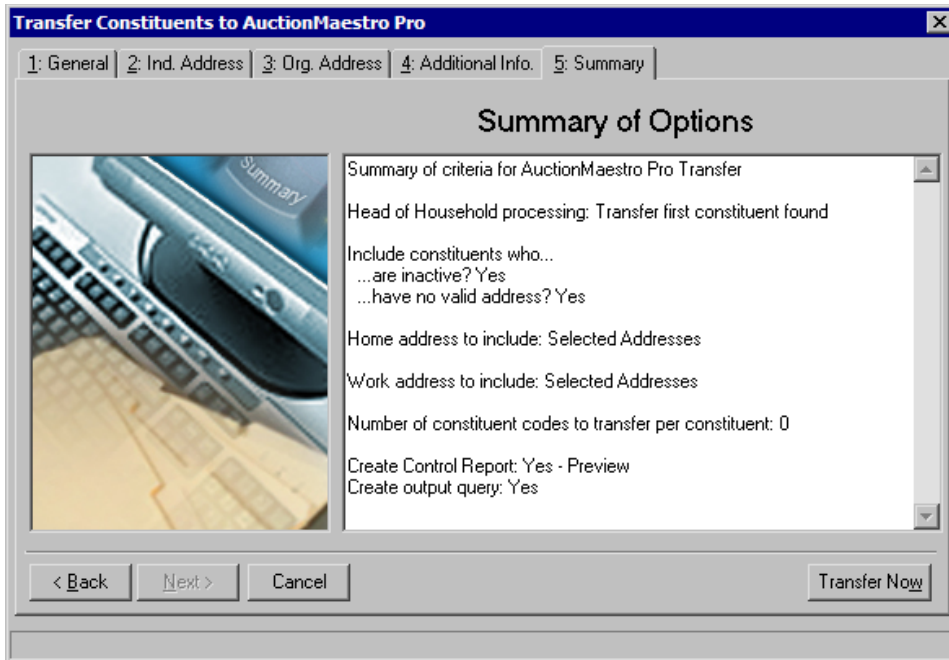 Transfer Constituents to AuctionMaestro Pro
1: General
2: Ind. Address
3: Org. Address
4: Additional Info.
5: Summary
Summary of Options
Summary
Summary of criteria for AuctionMaestro Pro Transfer
Head of Household processing: Transfer first constituent found
Include constituents who...
...are inactive? Yes
...have no valid address? Yes
Home address to include: Selected Addresses
Work address to include: Selected Addresses
Number of constituent codes to transfer per constituent: 0
Create Control Report: Yes - Preview
Create output query: Yes
< Back
Next >
Cancel
Transfer Now